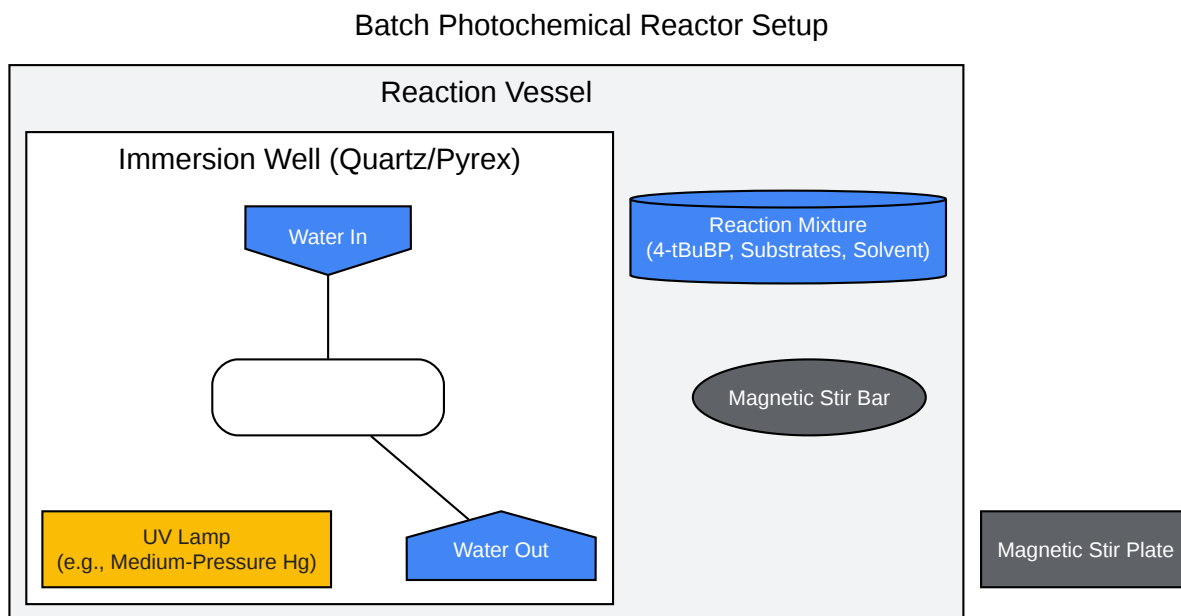 Batch Photochemical Reactor Setup
Reaction Vessel
Immersion Well (Quartz/Pyrex)
Water In
Reaction Mixture
(4-tBuBP, Substrates, Solvent)
Magnetic Stir Bar
UV Lamp
(e.g., Medium-Pressure Hg)
Water Out
Magnetic Stir Plate